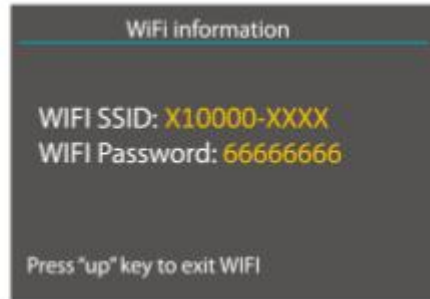 WiFi information
WIFI SSID: X10000-XXXX
WIFI Password: 66666666
Press "up" key to exit WIFI